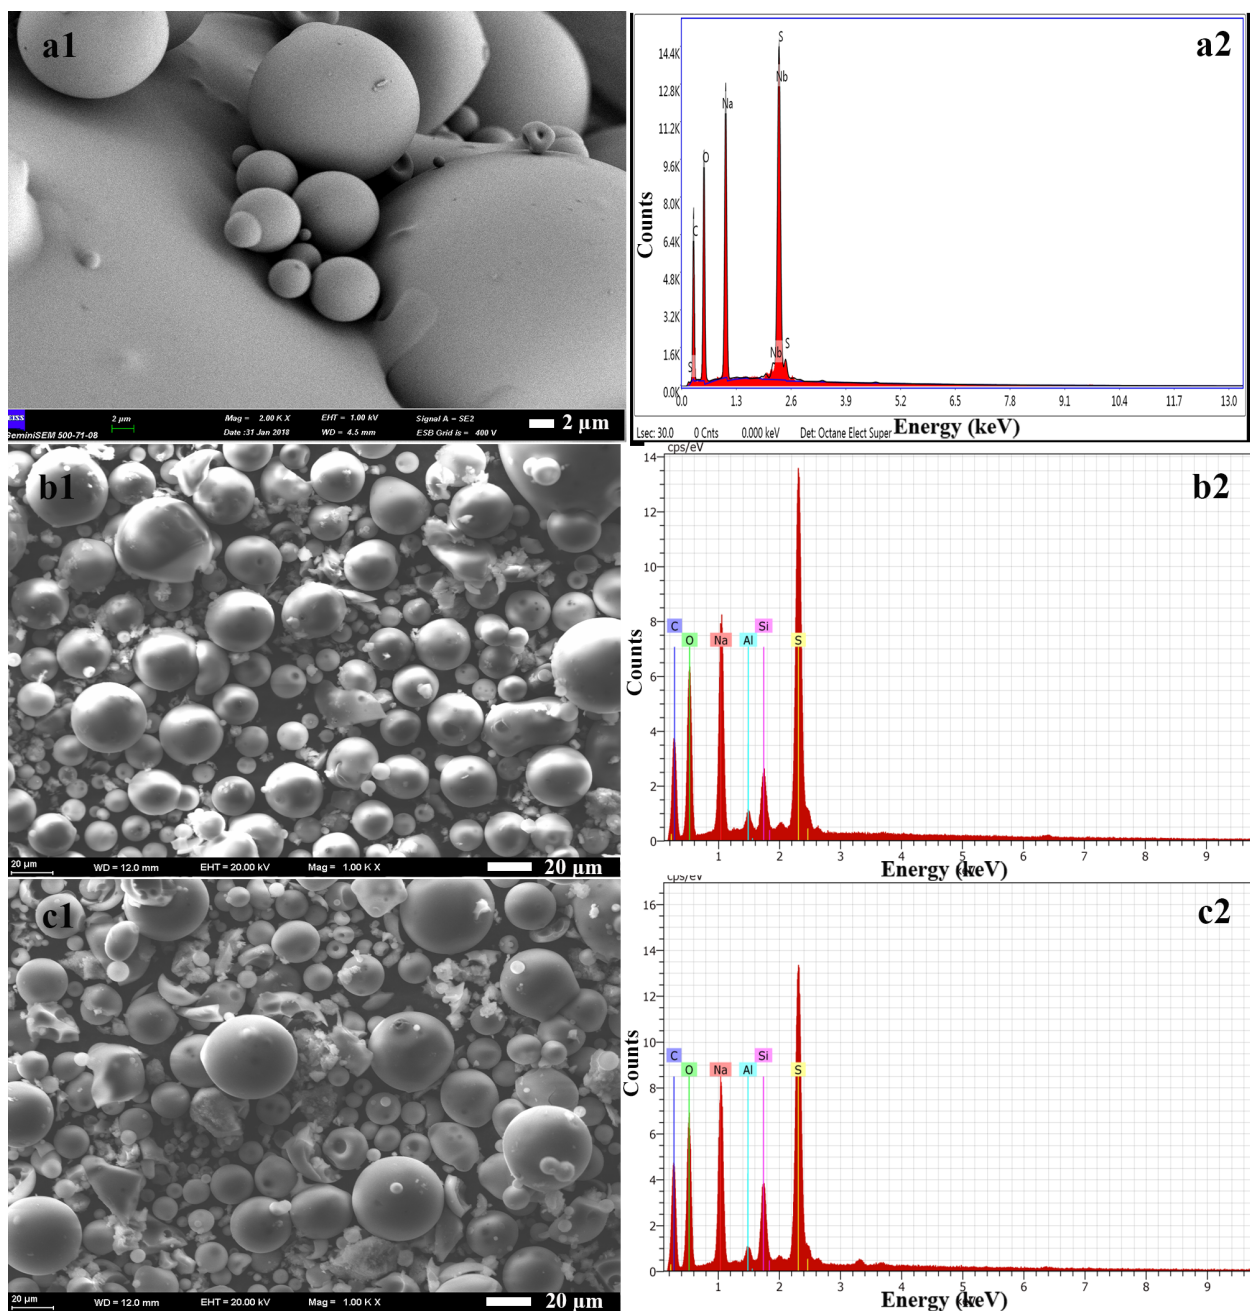 a1
EISS
2 µm
Mag = 2.00 K X
EHT = 1.00 kV
Signal A = SE2
2 µm
GeminiSEM 500-71-08
Date :31 Jan 2018
WD = 4.5 mm
ESB Grid is = 400 V
a2
14.4K
12.8K
11.2K
9.6K
8.0K
6.4K
4.8K
3.2K
1.6K
0.0K
Counts
S
Nb
Na
O
C
S
Nb
S
0.0 1.3 2.6 3.9 5.2 6.5 7.8 9.1 10.4 11.7 13.0
Lsec: 30.0 0 Cnts 0.000 keV Det: Octane Elect Super
Energy (keV)
b1
20 µm
WD = 12.0 mm
EHT = 20.00 kV
Mag = 1.00 K X
20 µm
cps/eV
b2
14
12
10
8
6
4
2
0
Counts
C O Na Al Si S
1 2 3 4 5 6 7 8 9
Energy (keV)
c1
20 µm
WD = 12.0 mm
EHT = 20.00 kV
Mag = 1.00 K X
20 µm
cps/eV
c2
16
14
12
10
8
6
4
2
0
Counts
C O Na Al Si S
1 2 3 4 5 6 7 8 9
Energy (keV)